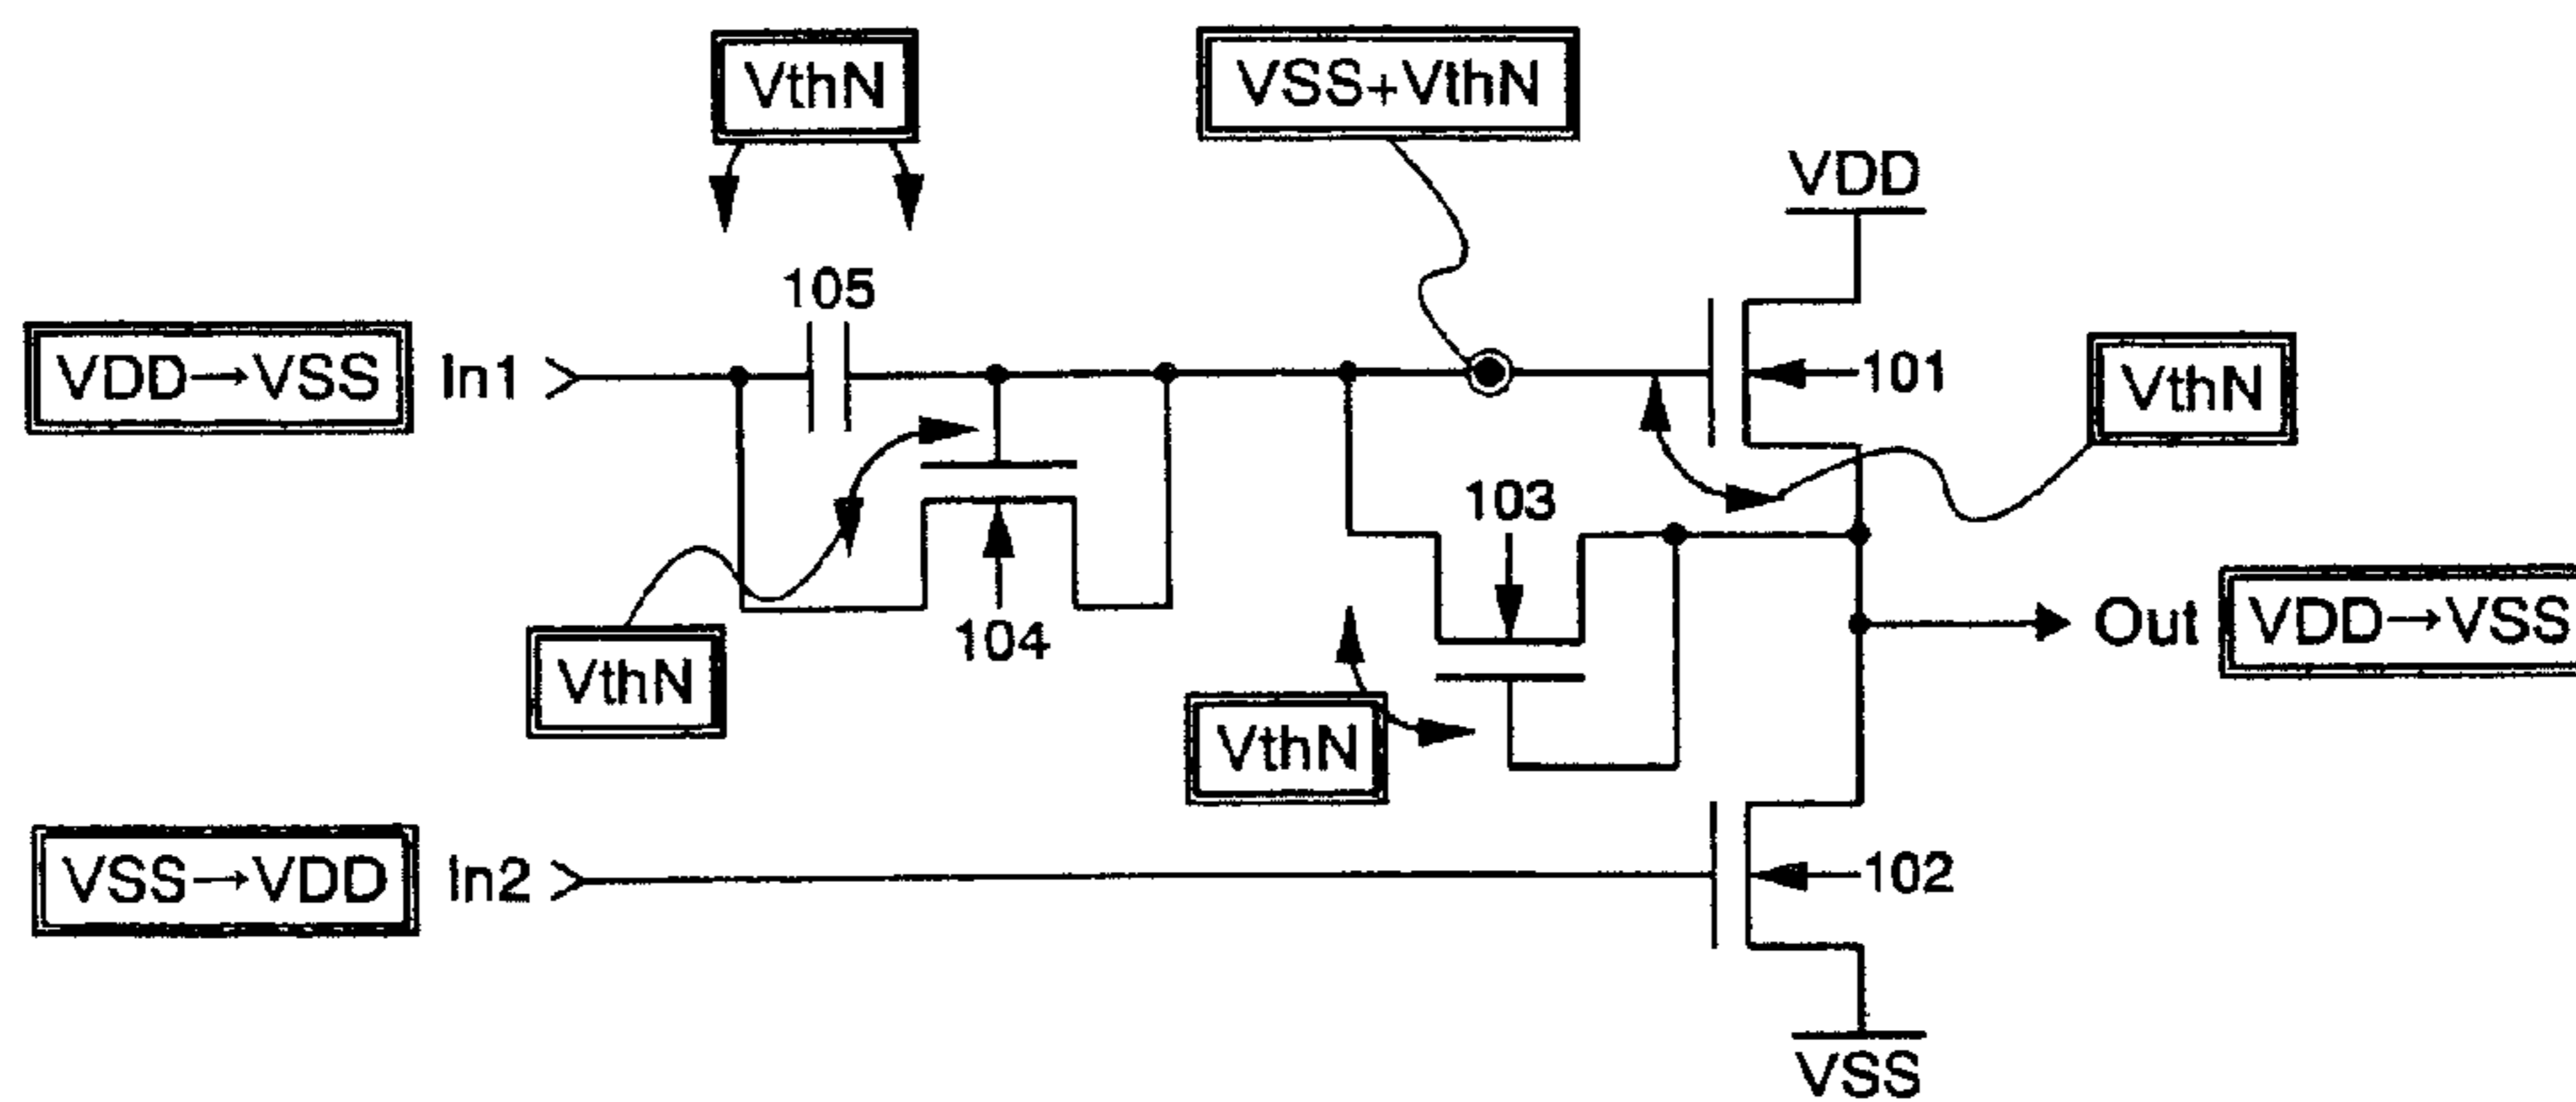 VthN
VSS+VthN
VDD
105
VDD→VSS
In1
101
VthN
103
104
Out
VDD→VSS
VthN
VthN
VSS→VDD
In2
102
VSS